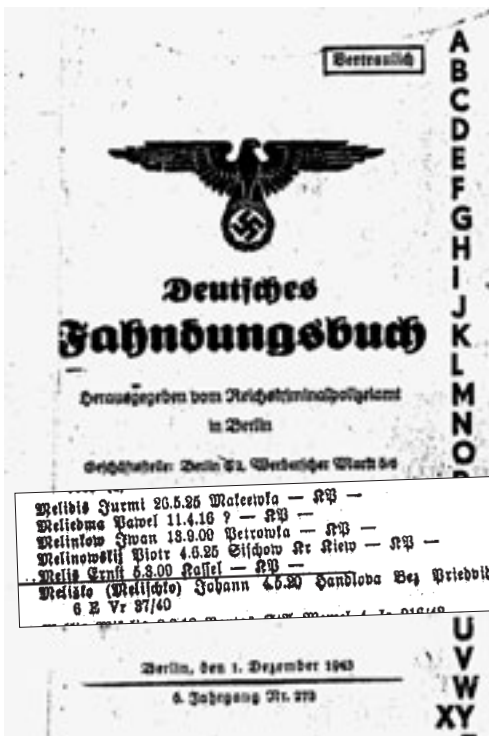 Vertraulich
Deutsches
Fahndungsbuch
Herausgegeben vom Reichskriminalpolizeiamt
in Berlin
Geschäftsstelle: Berlin C2, Werderscher Markt 5/6
Melidis Jurmi 26.5.25 Makeewka — KP —
Meliedma Pawel 11.4.16 ? — KP —
Melinkow Iwan 18.9.00 Petrowka — KP —
Melinowskij Piotr 4.6.25 Sischow Kr Kiew — KP —
Melis Ernst 5.8.00 Kassel — KP —
Melizko (Melischko) Johann 4.5.20 Handlova Bez Priebvi
6 E Vr 37/40
Berlin, den 1. Dezember 1943
6. Jahrgang Nr. 273
A
B
C
D
E
F
G
H
I
J
K
L
M
N
O
U
V
W
XY